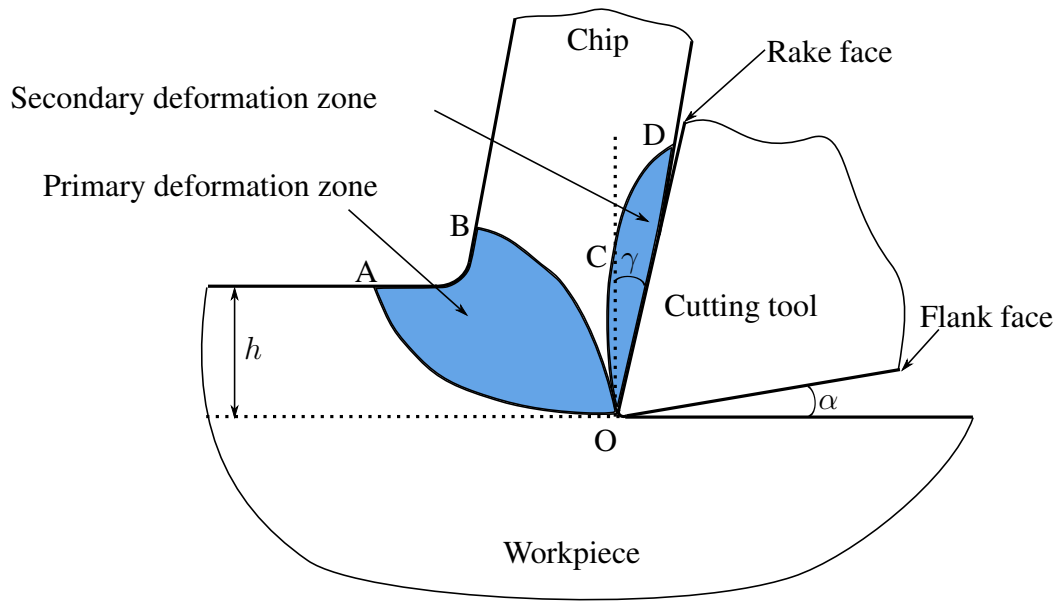 Chip
Rake face
Secondary deformation zone
D
Primary deformation zone
B
C
γ
A
Cutting tool
Flank face
h
α
O
Workpiece